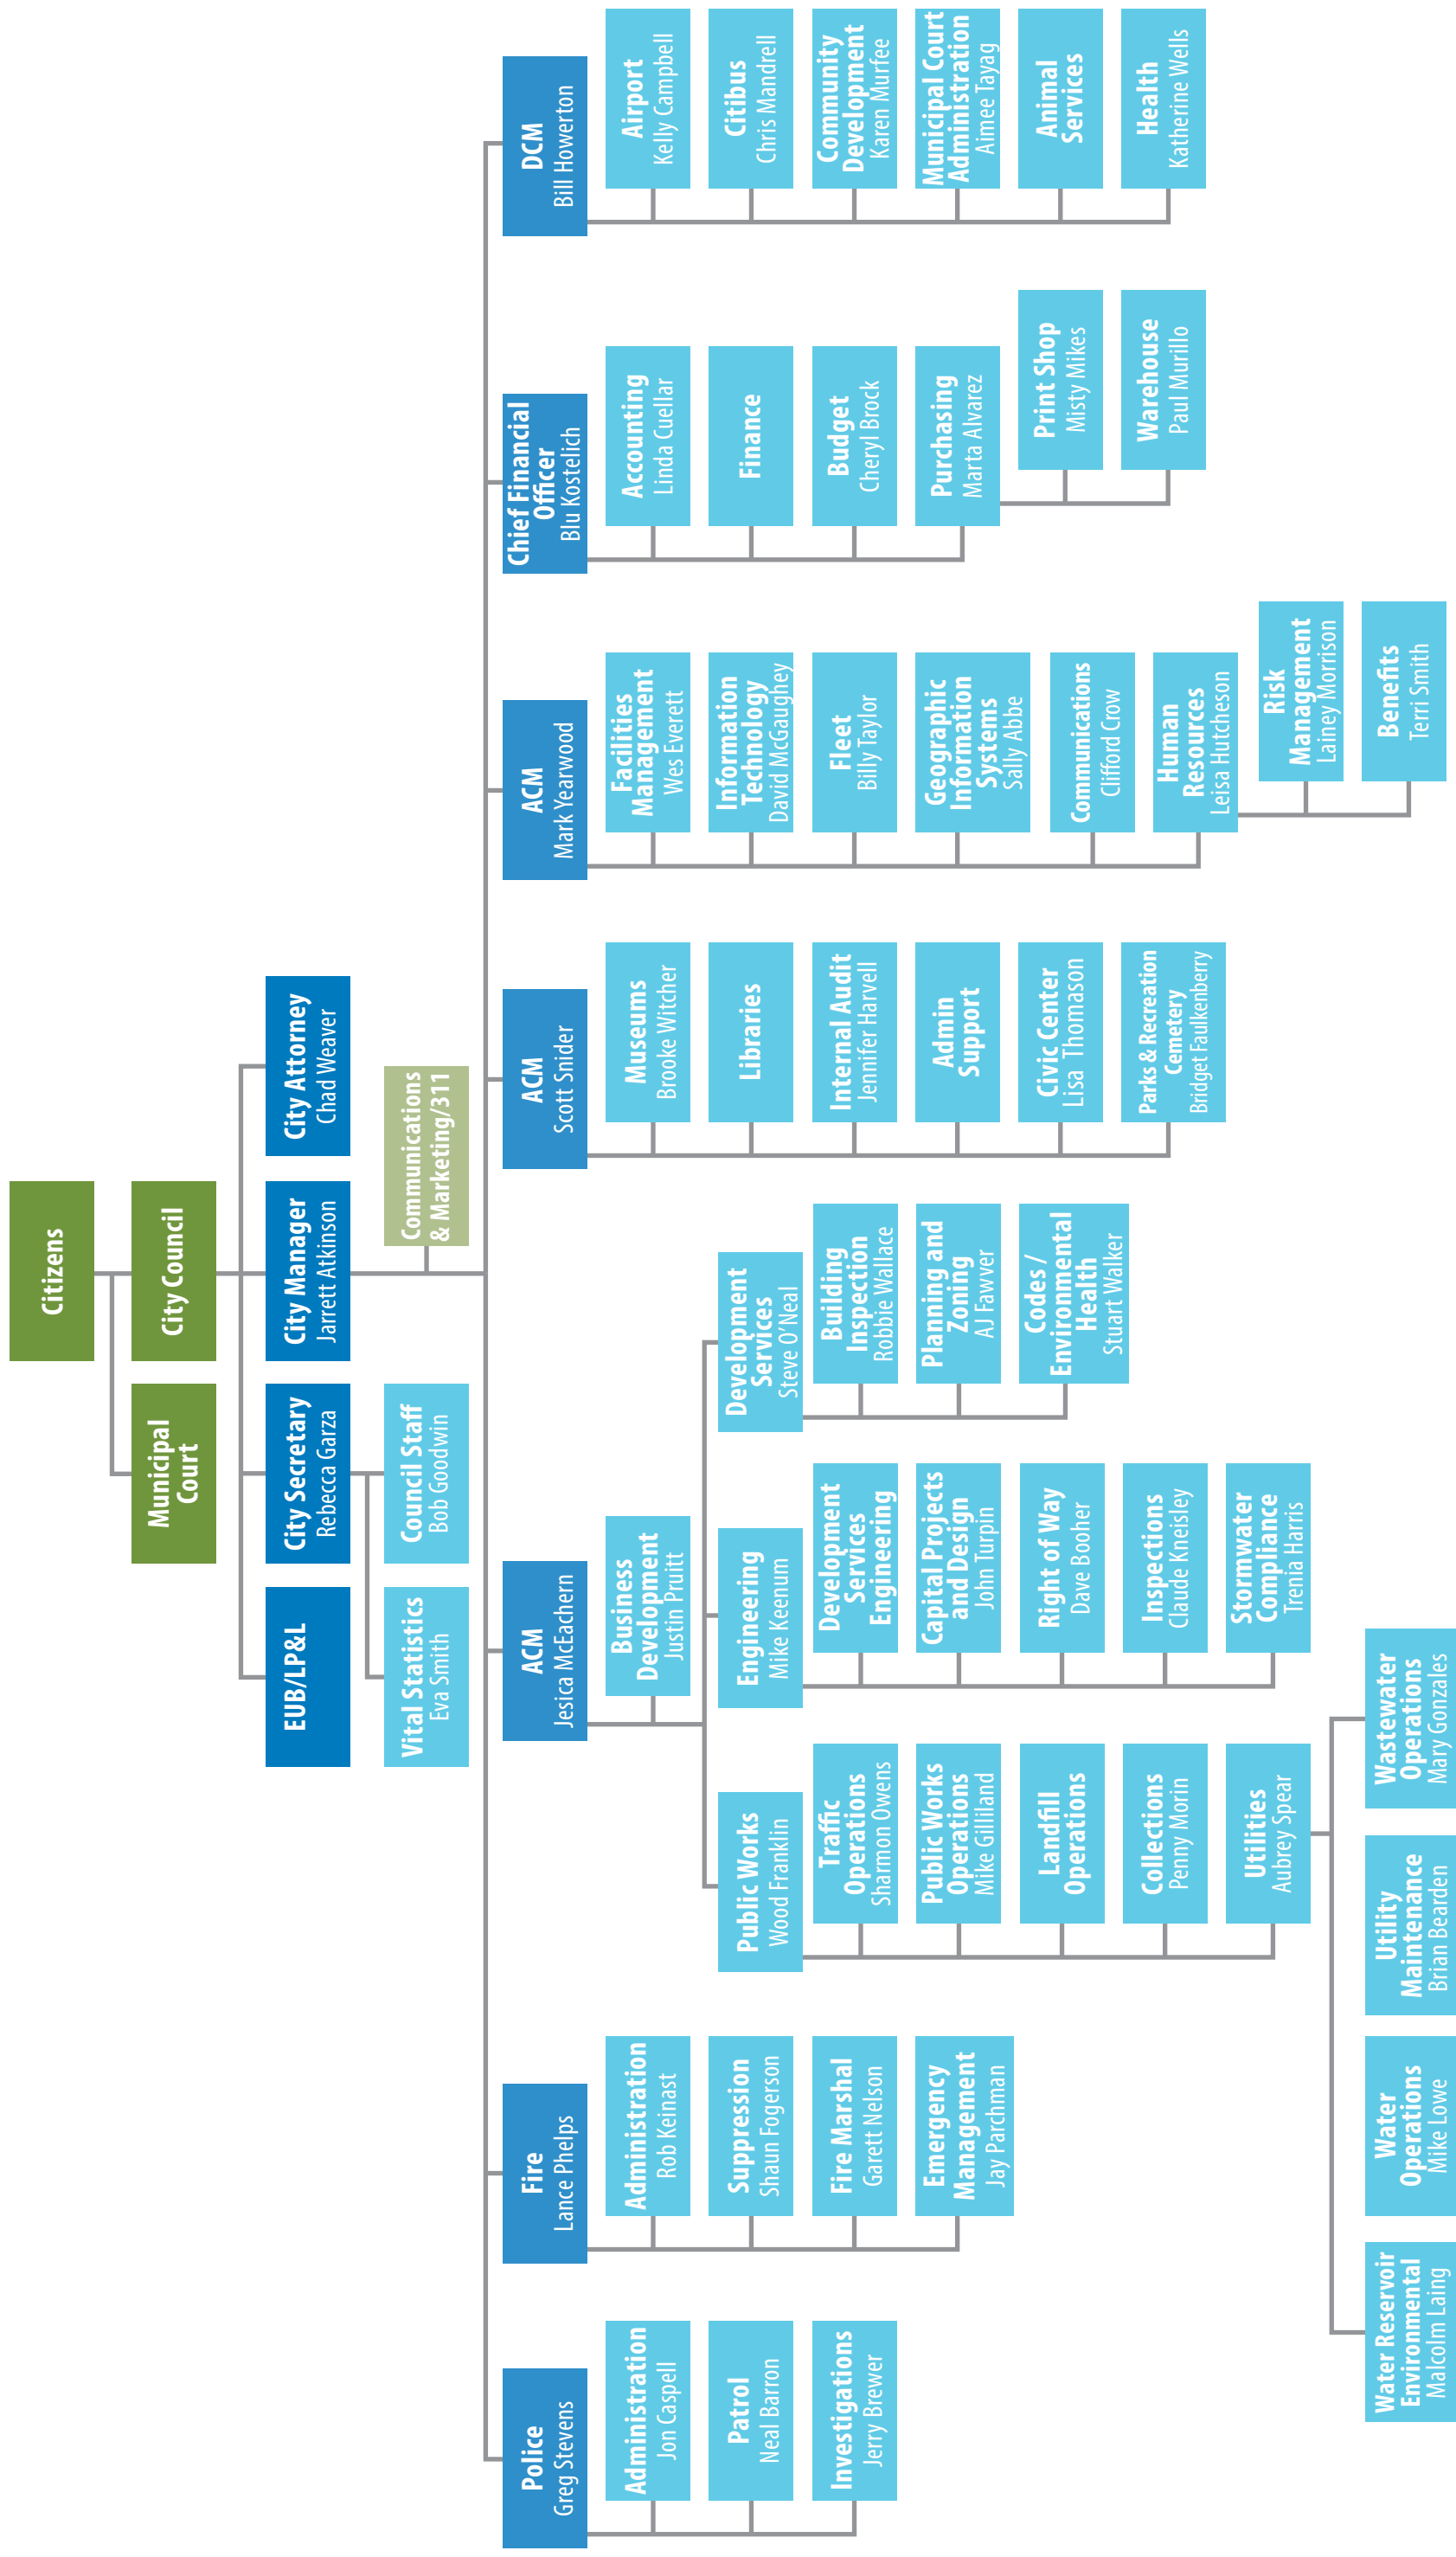 Citizens
Municipal
Court
City Council
EUB/LP&L
City Secretary
Rebecca Garza
City Manager
Jarrett Atkinson
City Attorney
Chad Weaver
Vital Statistics
Eva Smith
Council Staff
Bob Goodwin
Communications
& Marketing/311
Police
Greg Stevens
Administration
Jon Caspell
Patrol
Neal Barron
Investigations
Jerry Brewer
Fire
Lance Phelps
Administration
Rob Keinast
Suppression
Shaun Fogerson
Fire Marshal
Garett Nelson
Emergency
Management
Jay Parchman
ACM
Jesica McEachern
Business
Development
Justin Pruitt
Public Works
Wood Franklin
Traffic
Operations
Sharmon Owens
Public Works
Operations
Mike Gilliland
Landfill
Operations
Collections
Penny Morin
Utilities
Aubrey Spear
Water Reservoir
Environmental
Malcolm Laing
Water
Operations
Mike Lowe
Utility
Maintenance
Brian Bearden
Wastewater
Operations
Mary Gonzales
Engineering
Mike Keenum
Development
Services
Engineering
Capital Projects
and Design
John Turpin
Right of Way
Dave Booher
Inspections
Claude Kneisley
Stormwater
Compliance
Trenia Harris
Development
Services
Steve O’Neal
Building
Inspection
Robbie Wallace
Planning and
Zoning
AJ Fawver
Codes /
Environmental
Health
Stuart Walker
ACM
Scott Snider
Museums
Brooke Witcher
Libraries
Internal Audit
Jennifer Harvell
Admin
Support
Civic Center
Lisa Thomason
Parks & Recreation
Cemetery
Bridget Faulkenberry
ACM
Mark Yearwood
Facilities
Management
Wes Everett
Information
Technology
David McGaughey
Fleet
Billy Taylor
Geographic
Information
Systems
Sally Abbe
Communications
Clifford Crow
Human
Resources
Leisa Hutcheson
Risk
Management
Lainey Morrison
Benefits
Terri Smith
Chief Financial
Officer
Blu Kostelich
Accounting
Linda Cuellar
Finance
Budget
Cheryl Brock
Purchasing
Marta Alvarez
Print Shop
Misty Mikes
Warehouse
Paul Murillo
DCM
Bill Howerton
Airport
Kelly Campbell
Citibus
Chris Mandrell
Community
Development
Karen Murfee
Municipal Court
Administration
Aimee Tayag
Animal
Services
Health
Katherine Wells